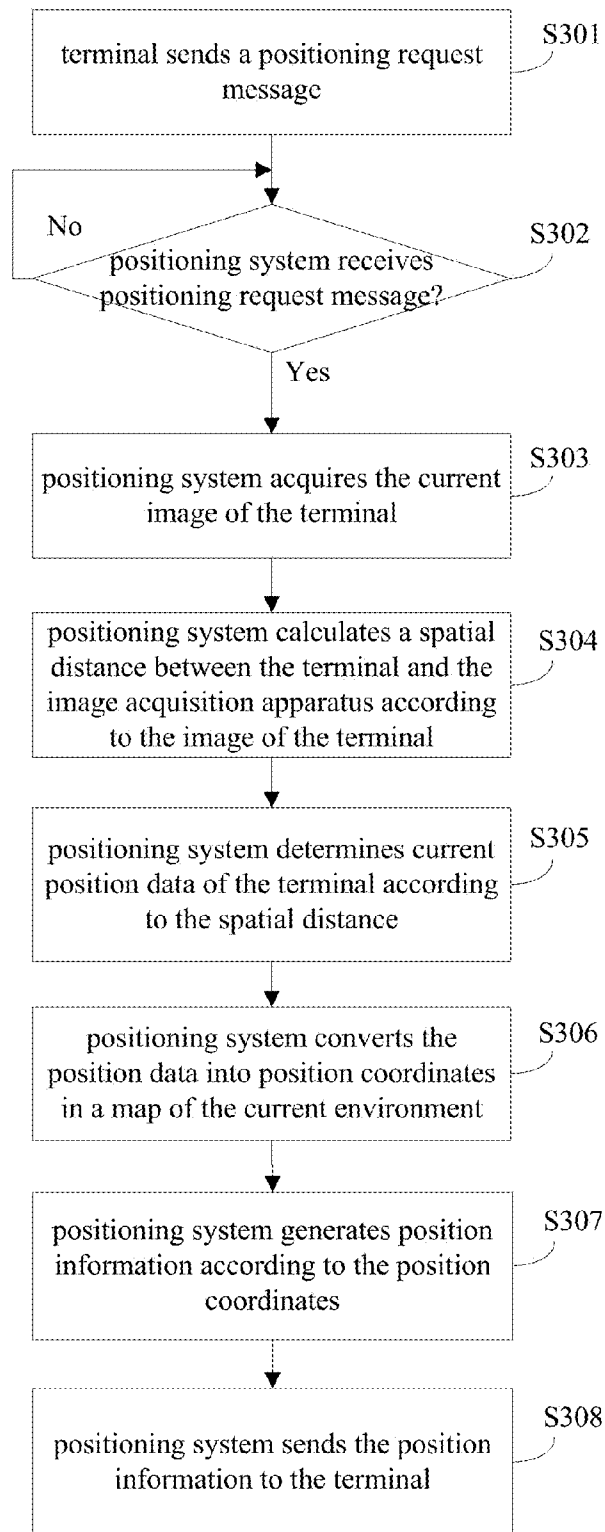 terminal sends a positioning request
message
S301
No
positioning system receives
positioning request message?
S302
Yes
positioning system acquires the current
image of the terminal
S303
positioning system calculates a spatial
distance between the terminal and the
image acquisition apparatus according
to the image of the terminal
S304
positioning system determines current
position data of the terminal according
to the spatial distance
S305
positioning system converts the
position data into position coordinates
in a map of the current environment
S306
positioning system generates position
information according to the position
coordinates
S307
positioning system sends the position
information to the terminal
S308